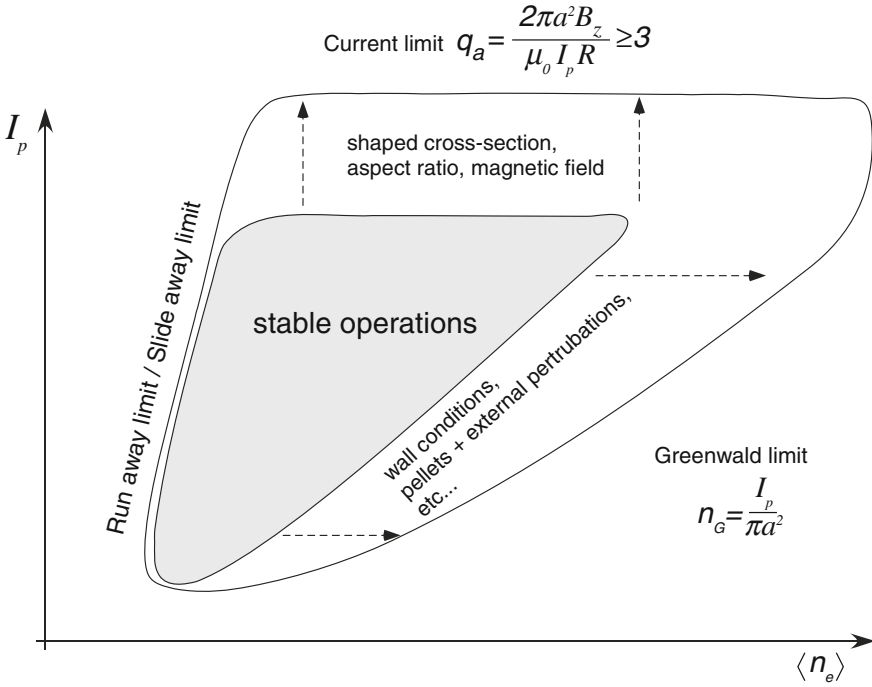 Current limit q_a = 2πa²B_z / μ_0 I_p R ≥3
I_p
shaped cross-section,
aspect ratio, magnetic field
Run away limit / Slide away limit
stable operations
wall conditions,
pellets + external pertrubations,
etc...
Greenwald limit
n_G = I_p / πa²
⟨n_e⟩